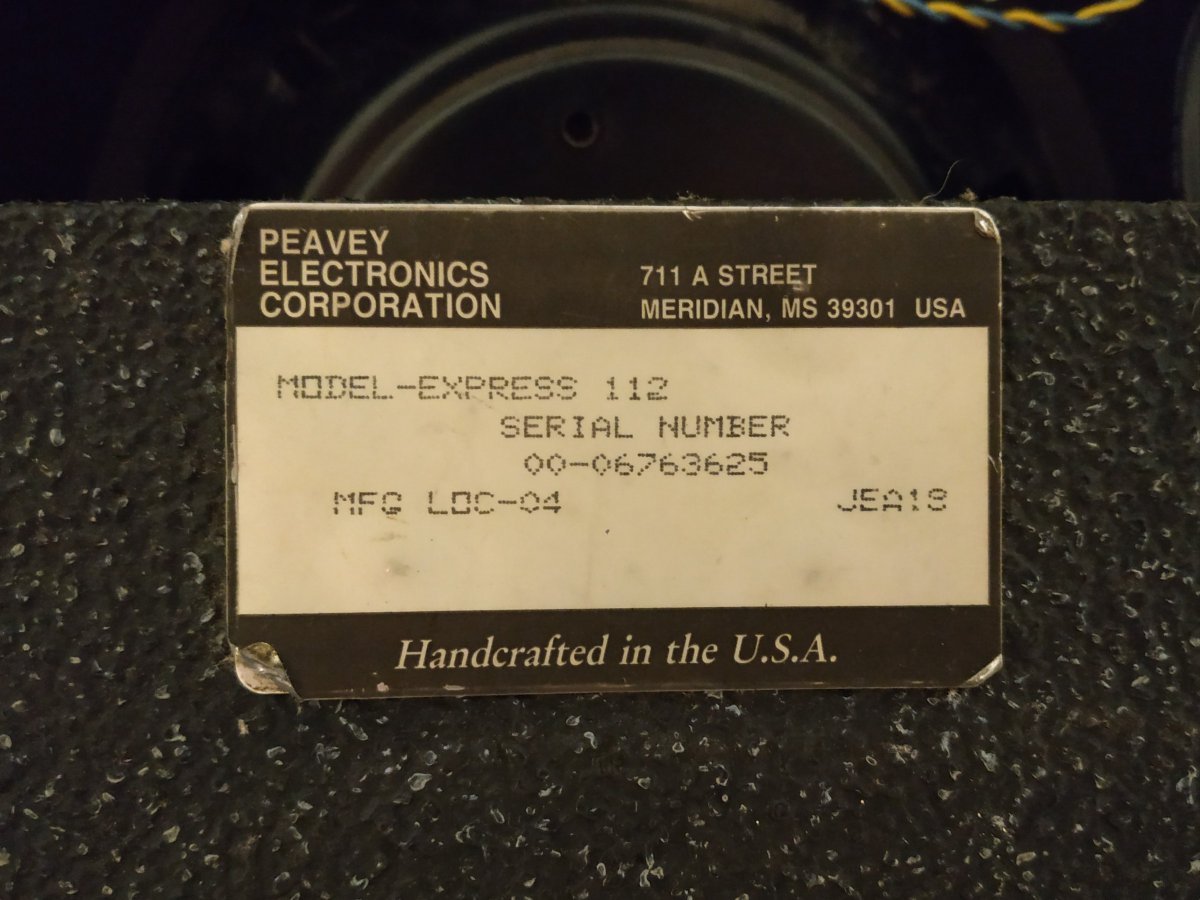 PEAVEY
ELECTRONICS
CORPORATION
711 A STREET
MERIDIAN, MS 39301 USA
MODEL-EXPRESS 112
SERIAL NUMBER
00-06763625
MFG LOC-04 JEA18
Handcrafted in the U.S.A.